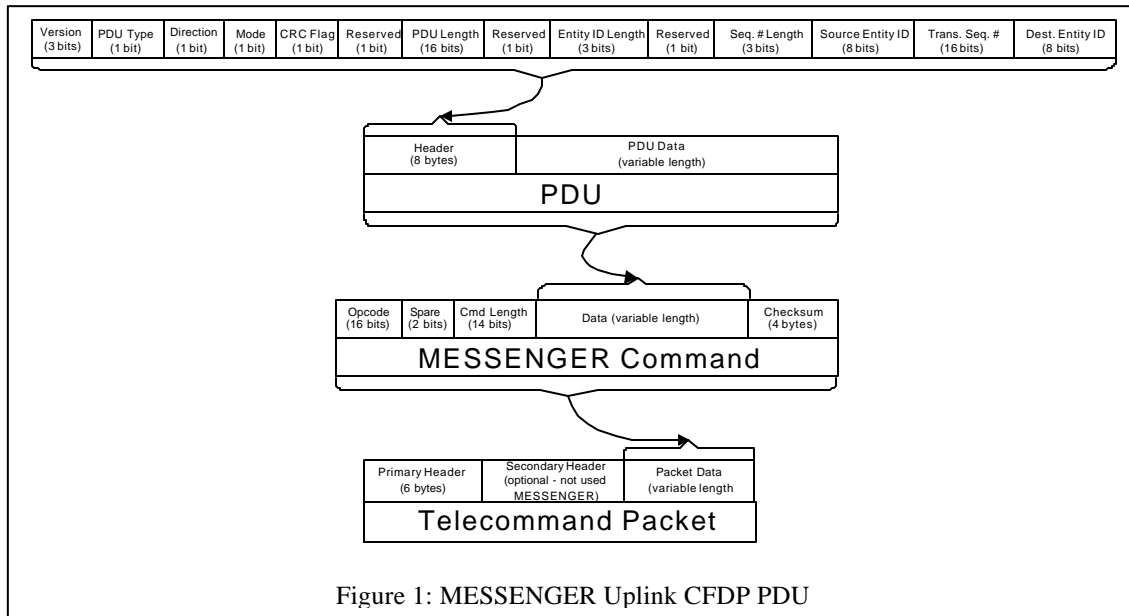 Version PDU Type Direction Mode CRC Flag Reserved PDU Length Reserved Entity ID Length Reserved Seq. # Length Source Entity ID Trans. Seq. # Dest. Entity ID
(3 bits) (1 bit) (1 bit) (1 bit) (1 bit) (1 bit) (16 bits) (1 bit) (3 bits) (1 bit) (3 bits) (8 bits) (16 bits) (8 bits)
Header PDU Data
(8 bytes) (variable length)
PDU
Opcode Spare Cmd Length Data (variable length) Checksum
(16 bits) (2 bits) (14 bits) (4 bytes)
MESSENGER Command
Primary Header Secondary Header Packet Data
(6 bytes) (optional - not used (variable length
MESSENGER)
Telecommand Packet
Figure 1: MESSENGER Uplink CFDP PDU